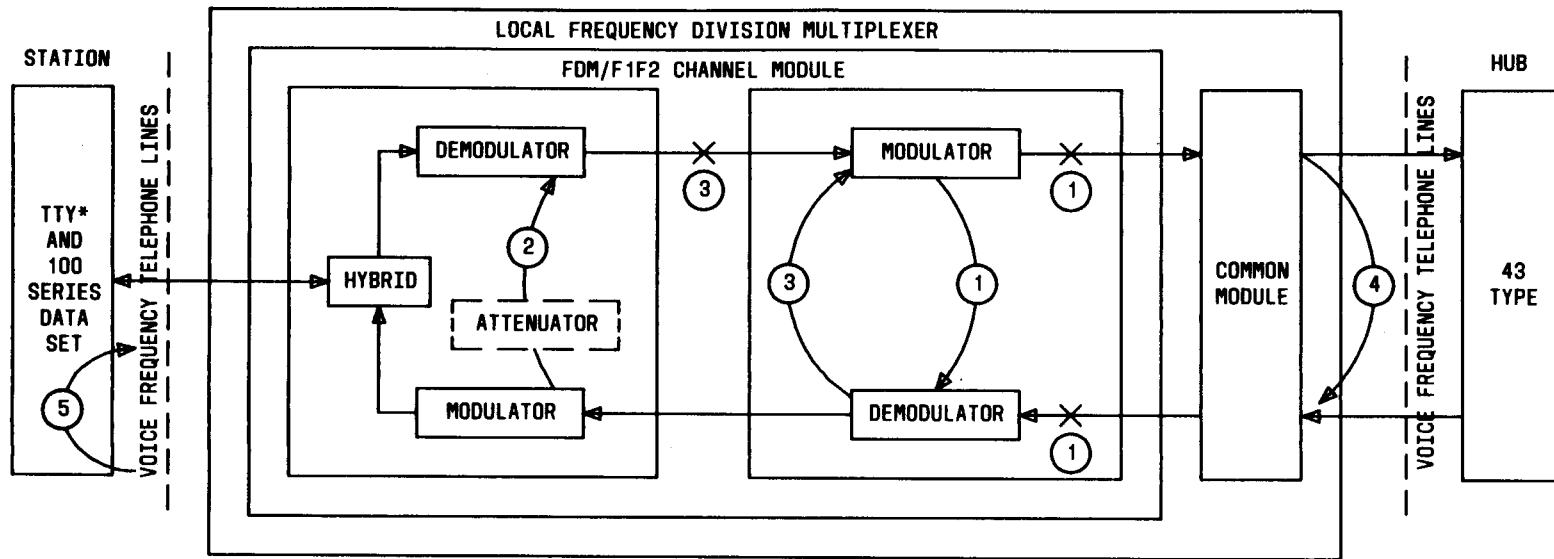 LOCAL FREQUENCY DIVISION MULTIPLEXER
STATION
HUB
FDM/F1F2 CHANNEL MODULE
VOICE FREQUENCY TELEPHONE LINES
TTY*
AND
100
SERIES
DATA
SET
5
DEMODULATOR
2
HYBRID
ATTENUATOR
MODULATOR
3
MODULATOR
1
3
1
DEMODULATOR
1
COMMON
MODULE
4
VOICE FREQUENCY TELEPHONE LINES
43
TYPE